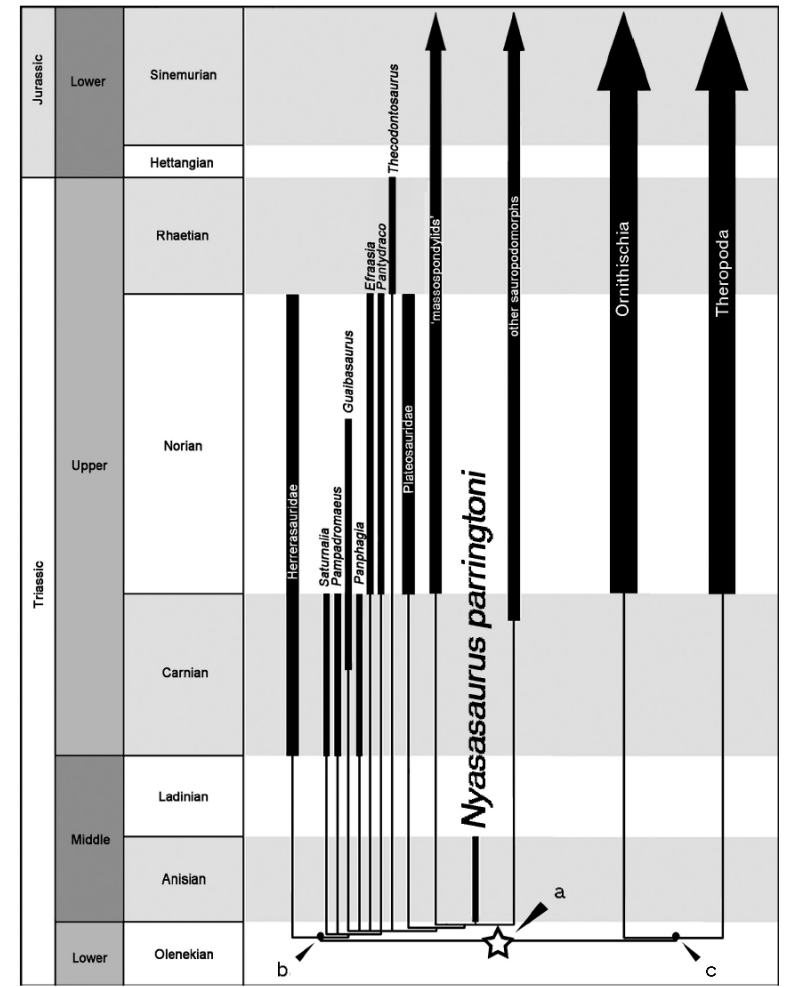 Jurassic
Lower
Sinemurian
Hettangian
Triassic
Upper
Rhaetian
Norian
Carnian
Middle
Ladinian
Anisian
Lower
Olenekian
Herrerasauridae
Saturnalia
Pampadromaeus
Guaibasaurus
Panphagia
Efraasia
Pantydraco
Thecodontosaurus
Plateosauridae
'massospondylids'
Nyasasaurus parringtoni
other sauropodomorphs
Ornithischia
Theropoda
a
b
c